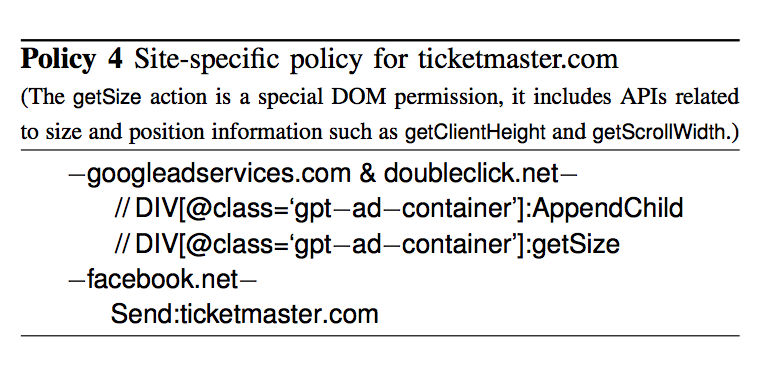 Policy 4 Site-specific policy for ticketmaster.com
(The getSize action is a special DOM permission, it includes APIs related
to size and position information such as getClientHeight and getScrollWidth.)
−googleadservices.com & doubleclick.net−
// DIV[@class=‘gpt−ad−container’]:AppendChild
// DIV[@class=‘gpt−ad−container’]:getSize
−facebook.net−
Send:ticketmaster.com